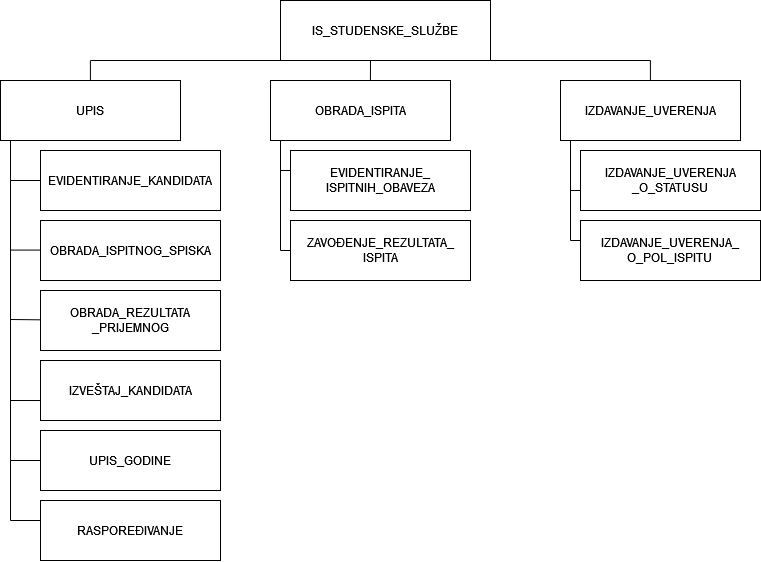 IS_STUDENSKE_SLUŽBE
UPIS
OBRADA_ISPITA
IZDAVANJE_UVERENJA
EVIDENTIRANJE_KANDIDATA
OBRADA_ISPITNOG_SPISKA
OBRADA_REZULTATA
_PRIJEMNOG
IZVEŠTAJ_KANDIDATA
UPIS_GODINE
RASPOREĐIVANJE
EVIDENTIRANJE_
ISPITNIH_OBAVEZA
ZAVOĐENJE_REZULTATA_
ISPITA
IZDAVANJE_UVERENJA
_O_STATUSU
IZDAVANJE_UVERENJA_
O_POL_ISPITU